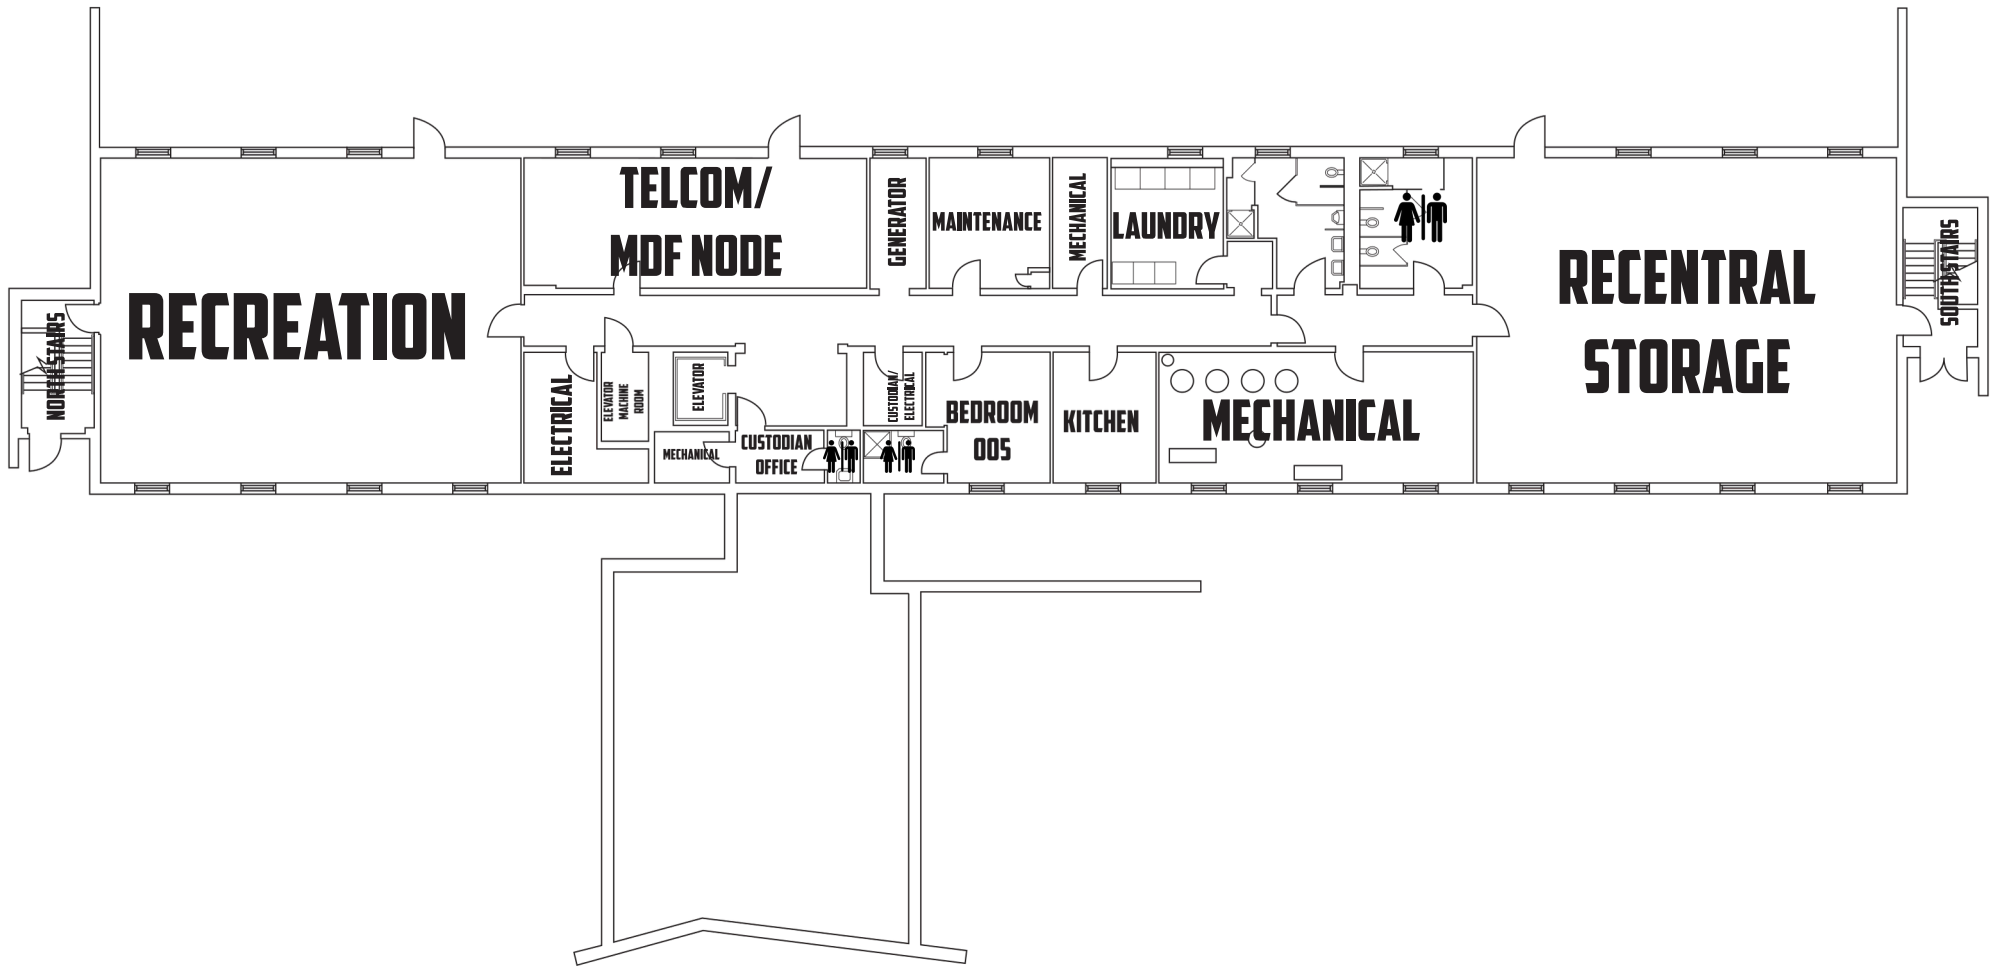 TELCOM/
MDF NODE
GENERATOR
MAINTENANCE
MECHANICAL
LAUNDRY
RECREATION
NORTH STAIRS
RECENTRAL
STORAGE
SOUTH STAIRS
ELECTRICAL
ELEVATOR
MACHINE
ROOM
ELEVATOR
MECHANICAL
CUSTODIAN
OFFICE
CUSTODIAN/
ELECTRICAL
BEDROOM
005
KITCHEN
MECHANICAL